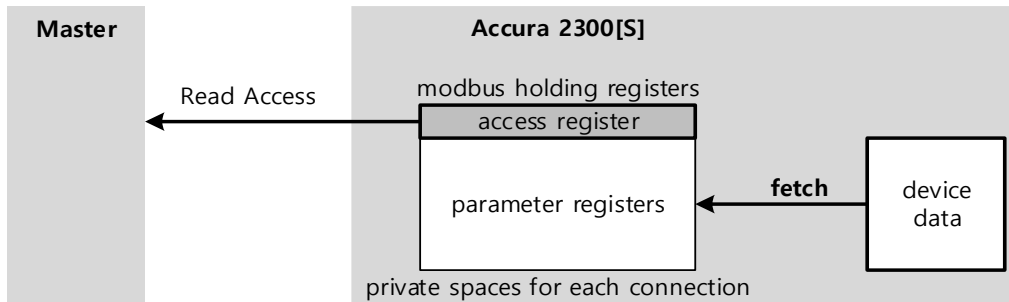 Master
Accura 2300[S]
Read Access
modbus holding registers
access register
parameter registers
fetch
device
data
private spaces for each connection